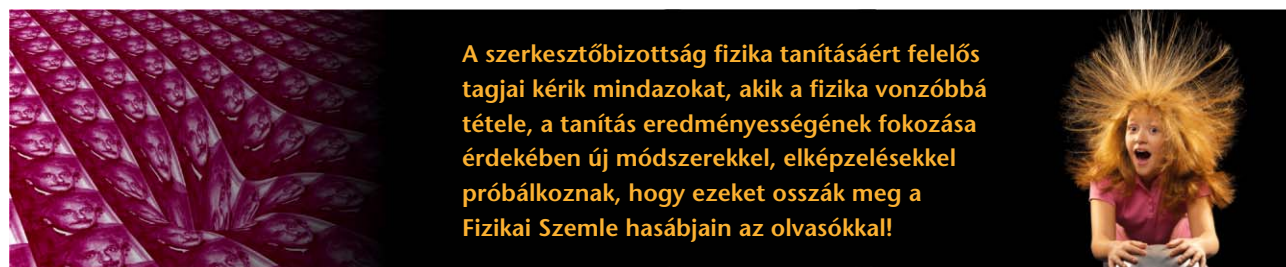 A szerkesztőbizottság fizika tanításáért felelős
tagjai kérik mindazokat, akik a fizika vonzóbbá
tétele, a tanítás eredményességének fokozása
érdekében új módszerekkel, elképzelésekkel
próbálkoznak, hogy ezeket osszák meg a
Fizikai Szemle hasábjain az olvasókkal!